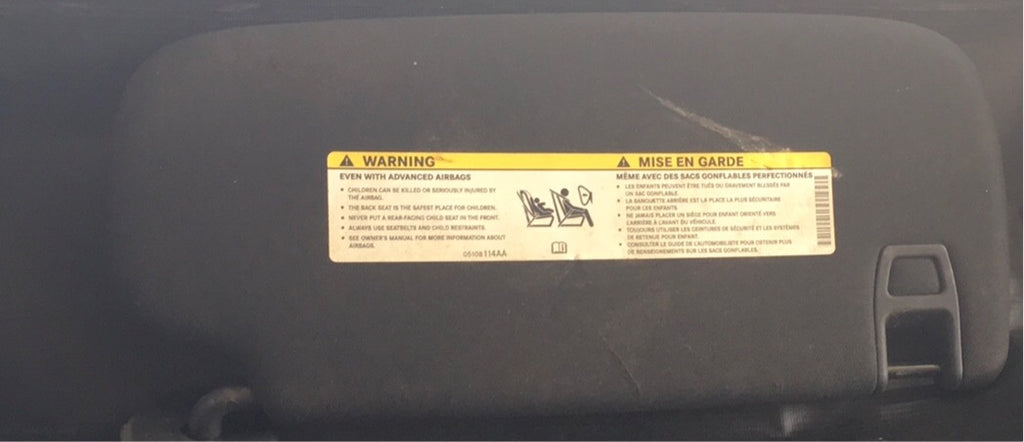 WARNING
EVEN WITH ADVANCED AIRBAGS
• CHILDREN CAN BE KILLED OR SERIOUSLY INJURED BY
THE AIRBAG.
• THE BACK SEAT IS THE SAFEST PLACE FOR CHILDREN.
• NEVER PUT A REAR-FACING CHILD SEAT IN THE FRONT.
• ALWAYS USE SEATBELTS AND CHILD RESTRAINTS.
• SEE OWNER'S MANUAL FOR MORE INFORMATION ABOUT
AIRBAGS.
05108114AA
MISE EN GARDE
MÊME AVEC DES SACS GONFLABLES PERFECTIONNÉS
• LES ENFANTS PEUVENT ÊTRE TUÉS OU GRAVEMENT BLESSÉS PAR
UN SAC GONFLABLE.
• LA BANQUETTE ARRIÈRE EST LA PLACE LA PLUS SÉCURITAIRE
POUR LES ENFANTS.
• NE JAMAIS PLACER UN SIÈGE POUR ENFANT ORIENTÉ VERS
L'ARRIÈRE À L'AVANT DU VÉHICULE.
• TOUJOURS UTILISER LES CEINTURES DE SÉCURITÉ ET LES SYSTÈMES
DE RETENUE POUR ENFANT.
• CONSULTER LE GUIDE DE L'AUTOMOBILISTE POUR OBTENIR PLUS
DE RENSEIGNEMENTS SUR LES SACS GONFLABLES.